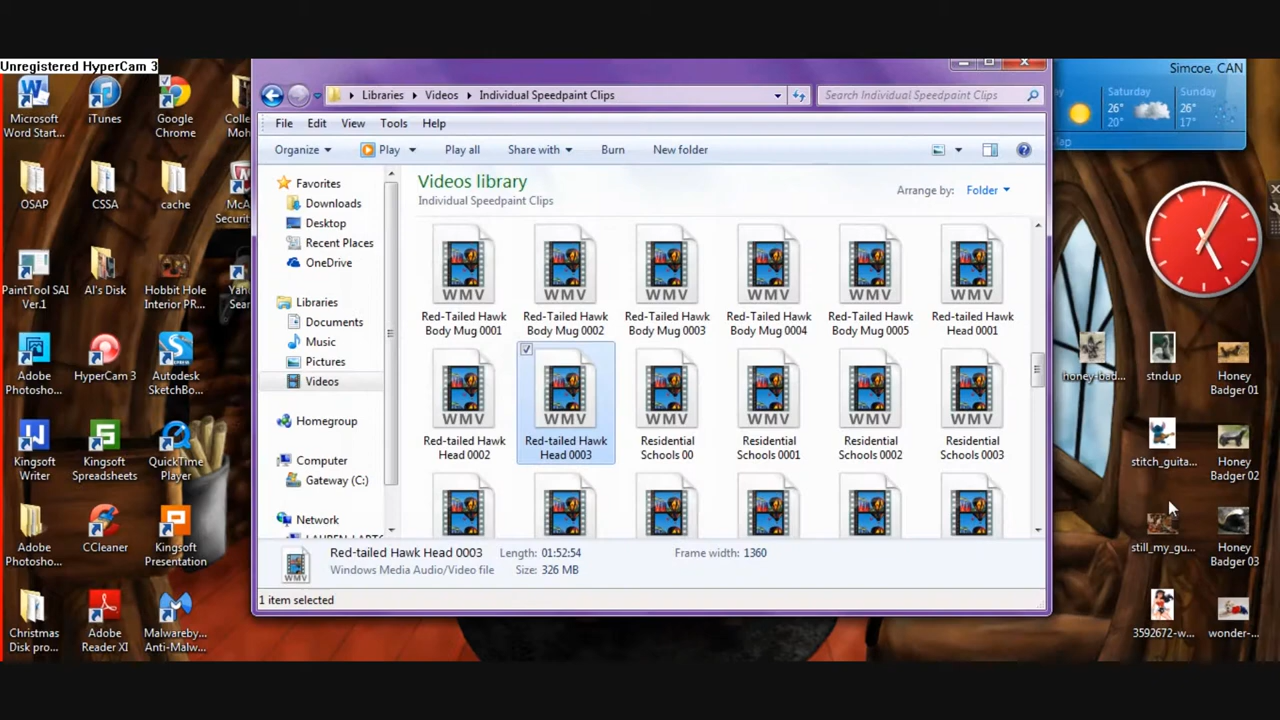 Unregistered HyperCam 3
Microsoft
Word Start...
iTunes
Google
Chrome
Colle
Moh
OSAP
CSSA
cache
McA
Securit
PaintTool SAI
Ver.1
Al's Disk
Hobbit Hole
Interior PR...
Yaho
Sear
Adobe
Photosho...
HyperCam 3
Autodesk
SketchBo...
Kingsoft
Writer
Kingsoft
Spreadsheets
QuickTime
Player
Adobe
Photosho...
CCleaner
Kingsoft
Presentation
Christmas
Disk pro...
Adobe
Reader XI
Malwareby...
Anti-Malw...
Libraries
Videos
Individual Speedpaint Clips
Search Individual Speedpaint Clips
File
Edit
View
Tools
Help
Organize
Play
Play all
Share with
Burn
New folder
Favorites
Downloads
Desktop
Recent Places
OneDrive
Libraries
Documents
Music
Pictures
Videos
Homegroup
Computer
Gateway (C:)
Network
Videos library
Individual Speedpaint Clips
Arrange by:
Folder
WMV
WMV
WMV
WMV
WMV
WMV
Red-Tailed Hawk
Body Mug 0001
Red-Tailed Hawk
Body Mug 0002
Red-Tailed Hawk
Body Mug 0003
Red-Tailed Hawk
Body Mug 0004
Red-Tailed Hawk
Body Mug 0005
Red-tailed Hawk
Head 0001
WMV
WMV
WMV
WMV
WMV
WMV
Red-tailed Hawk
Head 0002
Red-tailed Hawk
Head 0003
Residential
Schools 00
Residential
Schools 0001
Residential
Schools 0002
Residential
Schools 0003
Red-tailed Hawk Head 0003
Length: 01:52:54
Frame width: 1360
Windows Media Audio/Video file
Size: 326 MB
1 item selected
Simcoe, CAN
Saturday
26°
20°
Sunday
26°
17°
Map
honey-bad...
stndup
Honey
Badger 01
stitch_guita...
Honey
Badger 02
still_my_gu...
Honey
Badger 03
3592672-w...
wonder-...